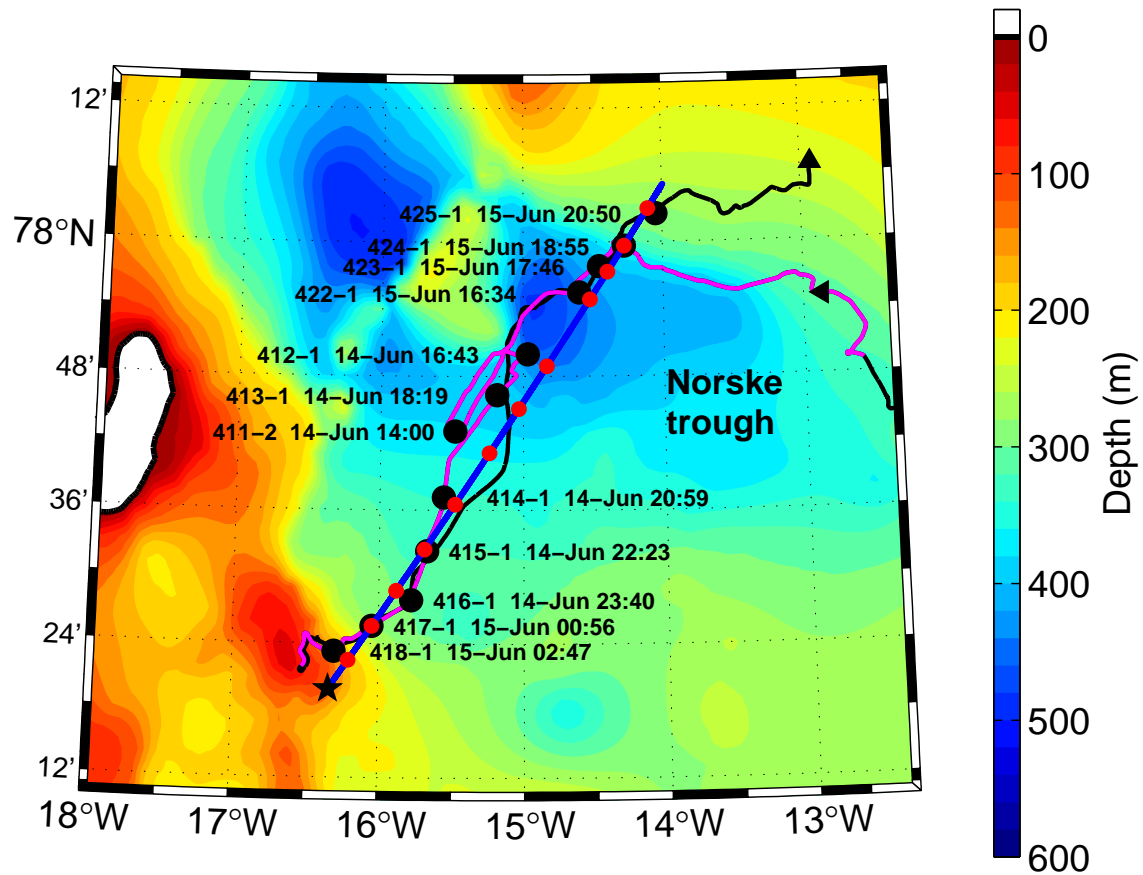 12'
78°N
48'
36'
24'
12'
18°W
17°W
16°W
15°W
14°W
13°W
425−1 15−Jun 20:50
424−1 15−Jun 18:55
423−1 15−Jun 17:46
422−1 15−Jun 16:34
412−1 14−Jun 16:43
413−1 14−Jun 18:19
411−2 14−Jun 14:00
414−1 14−Jun 20:59
415−1 14−Jun 22:23
416−1 14−Jun 23:40
417−1 15−Jun 00:56
418−1 15−Jun 02:47
Norske
trough
0
100
200
300
400
500
600
Depth (m)